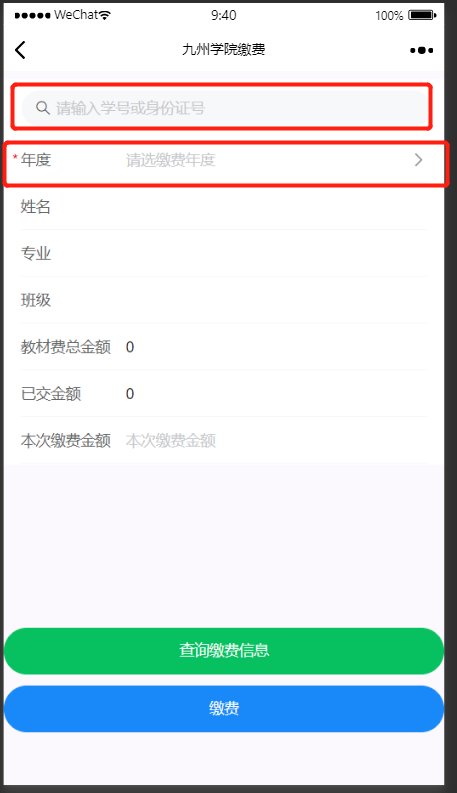 WeChat 9:40 100%
九州学院缴费
请输入学号或身份证号
*年度 请选缴费年度
姓名
专业
班级
教材费总金额 0
已交金额 0
本次缴费金额 本次缴费金额
查询缴费信息
缴费